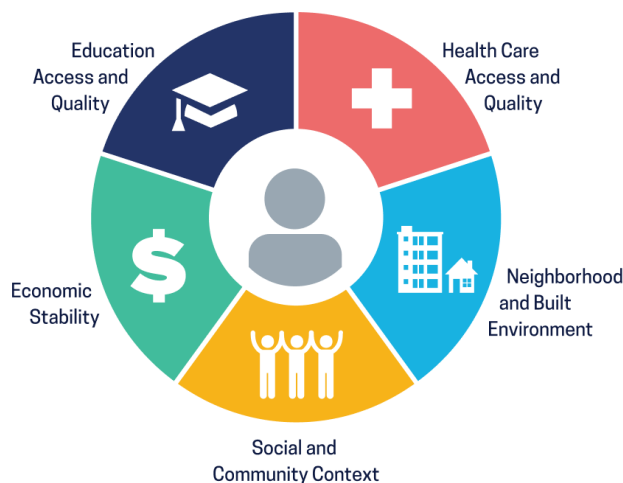 Education
Access and
Quality
Health Care
Access and
Quality
$
Economic
Stability
Neighborhood
and Built
Environment
Social and
Community Context